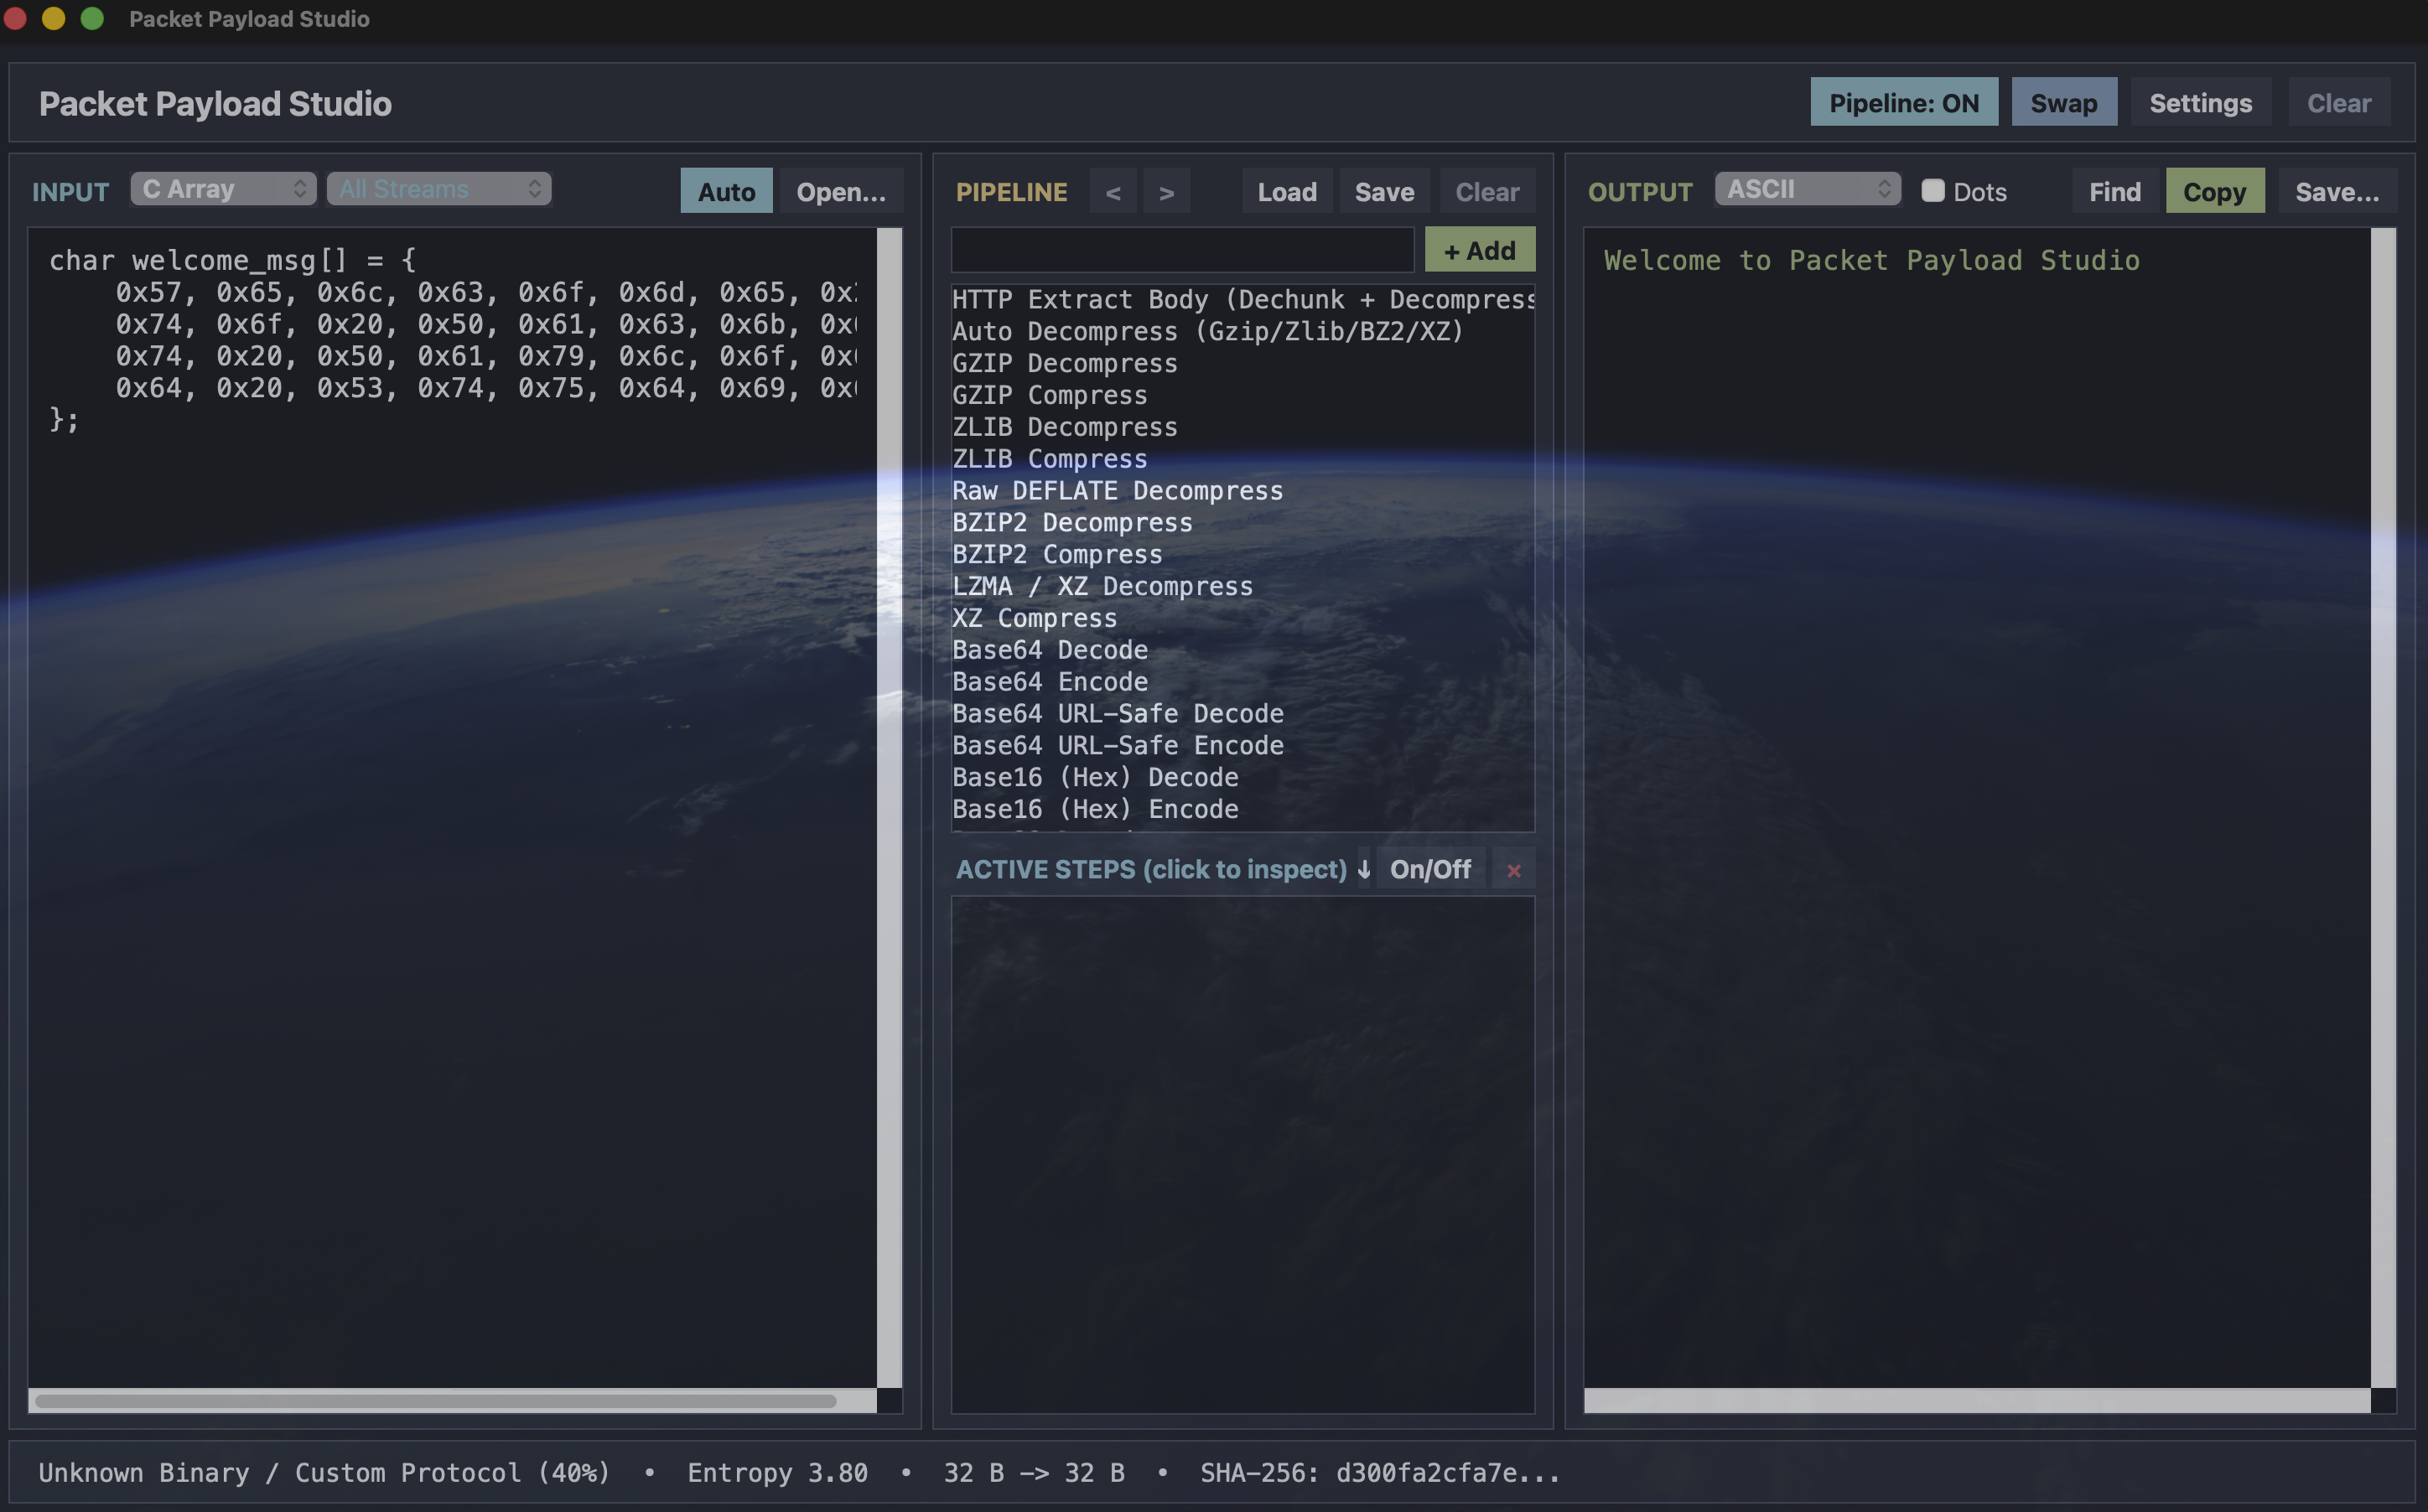 Packet Payload Studio
Packet Payload Studio
Pipeline: ON Swap Settings Clear
INPUT C Array All Streams Auto Open...
char welcome_msg[] = {
0x57, 0x65, 0x6c, 0x63, 0x6f, 0x6d, 0x65,
0x74, 0x6f, 0x20, 0x50, 0x61, 0x63, 0x6b,
0x74, 0x20, 0x50, 0x61, 0x79, 0x6c, 0x6f,
0x64, 0x20, 0x53, 0x74, 0x75, 0x64, 0x69,
};
PIPELINE < > Load Save Clear
+ Add
HTTP Extract Body (Dechunk + Decompress
Auto Decompress (Gzip/Zlib/BZ2/XZ)
GZIP Decompress
GZIP Compress
ZLIB Decompress
ZLIB Compress
Raw DEFLATE Decompress
BZIP2 Decompress
BZIP2 Compress
LZMA / XZ Decompress
XZ Compress
Base64 Decode
Base64 Encode
Base64 URL-Safe Decode
Base64 URL-Safe Encode
Base16 (Hex) Decode
Base16 (Hex) Encode
ACTIVE STEPS (click to inspect) ↓ On/Off ×
OUTPUT ASCII Dots Find Copy Save...
Welcome to Packet Payload Studio
Unknown Binary / Custom Protocol (40%) • Entropy 3.80 • 32 B -> 32 B • SHA-256: d300fa2cfa7e...